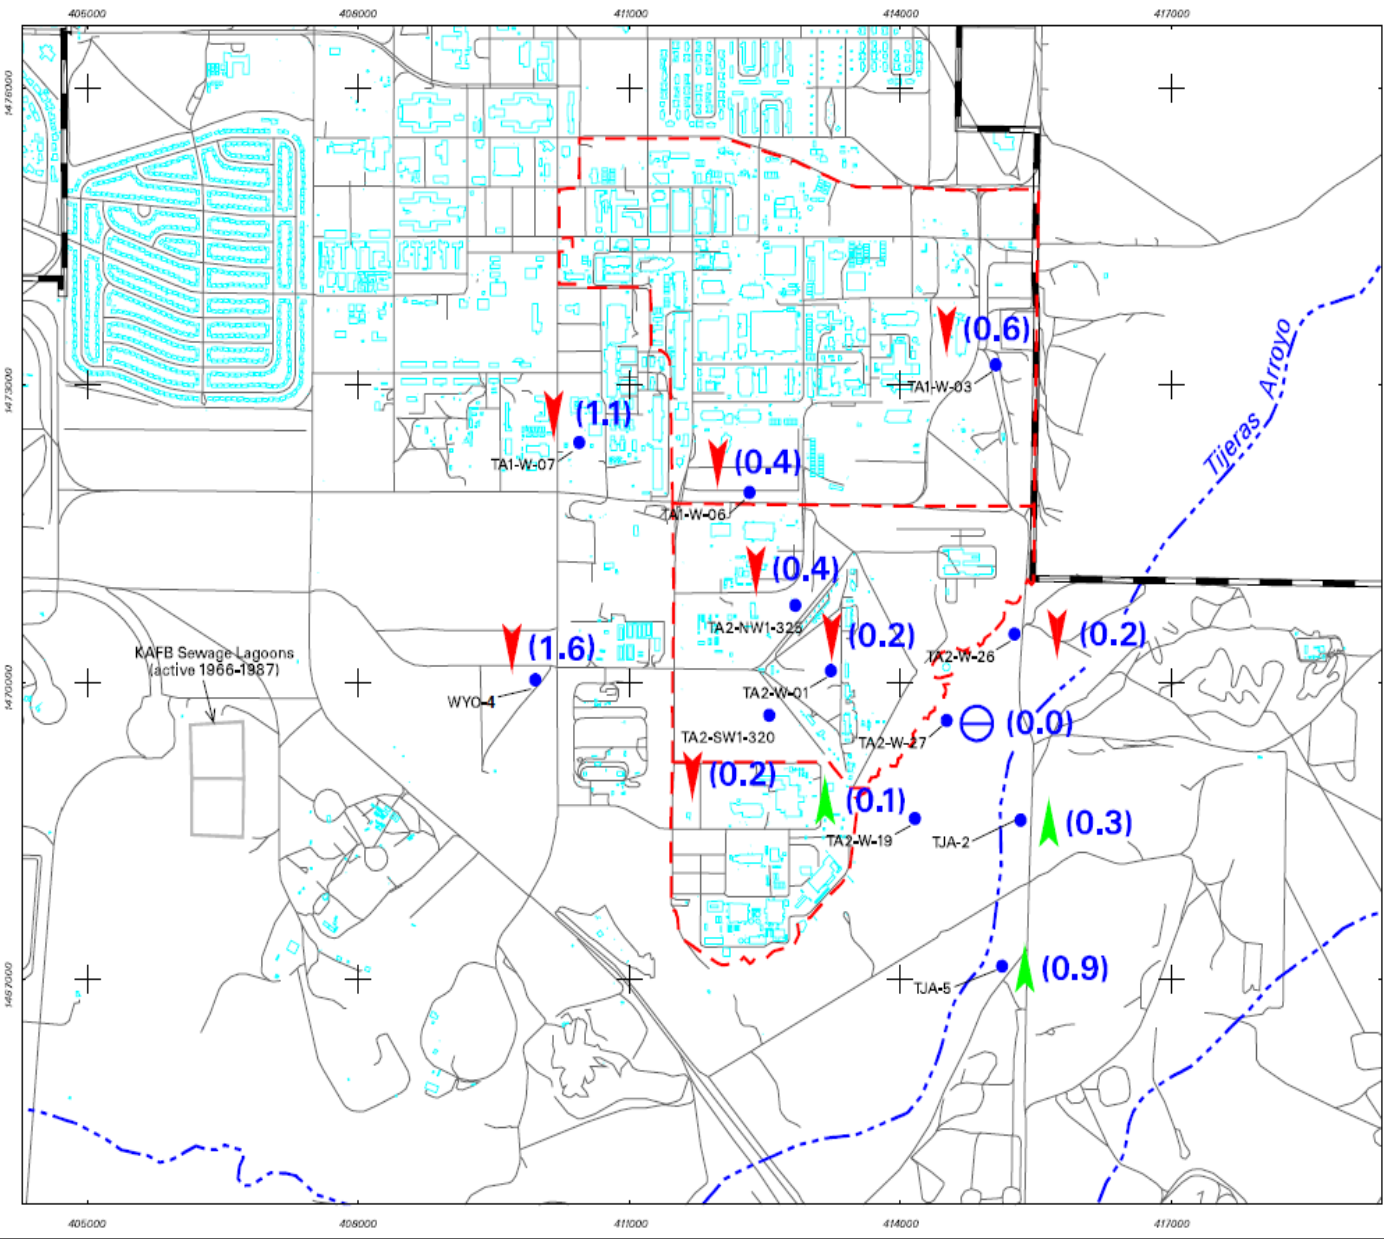 405000 408000 411000 414000 417000
1476000
(0.6)
Tijeras Arroyo
1473000
TA1-W-03
(1.1)
TA1-W-07
(0.4)
TA1-W-06
(0.4)
TA2-NW1-325
(0.2)
(0.2)
(1.6)
KAFB Sewage Lagoons
(active 1966-1987)
TA2-W-26
1470000
TA2-W-01
WYO-4
(0.0)
TA2-SW1-320
TA2-W-27
(0.2)
(0.1)
(0.3)
TA2-W-19
TJA-2
(0.9)
1467000
TJA-5
405000 408000 411000 414000 417000